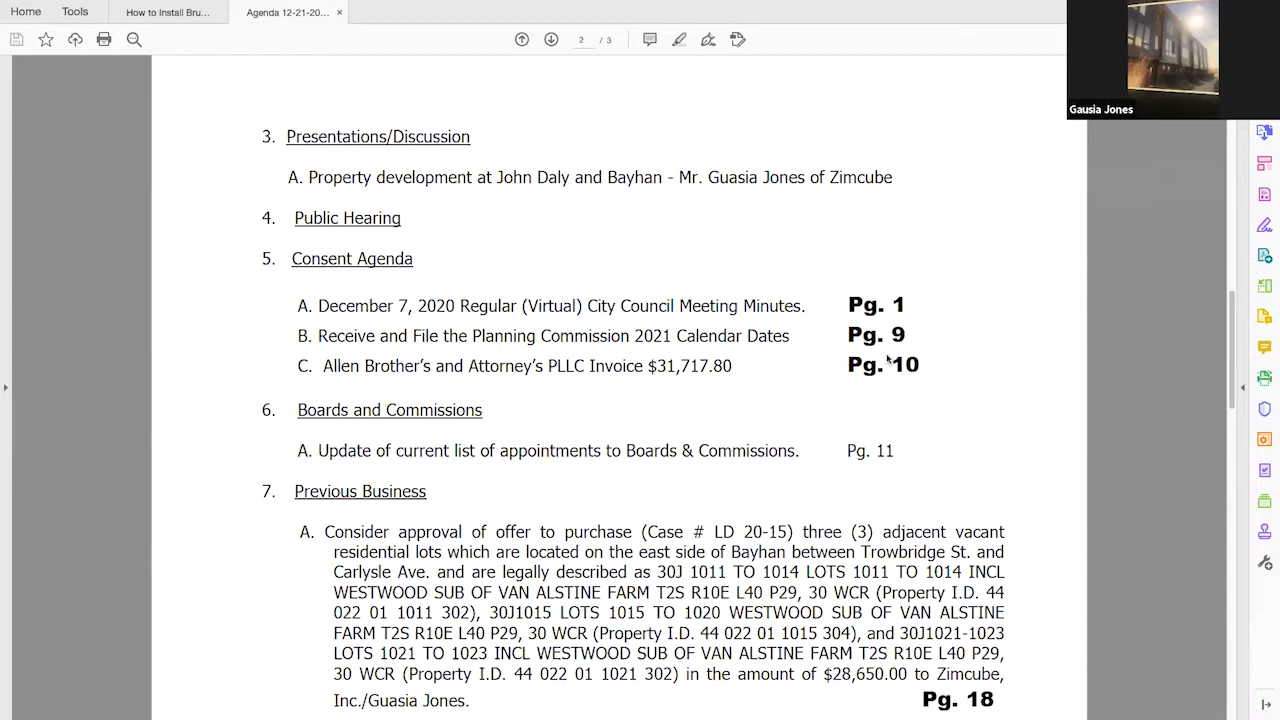 Home Tools How to Install Bru... Agenda 12-21-20... ×
2 / 3
Gausia Jones
3. Presentations/Discussion
A. Property development at John Daly and Bayhan - Mr. Guasia Jones of Zimcube
4. Public Hearing
5. Consent Agenda
A. December 7, 2020 Regular (Virtual) City Council Meeting Minutes. Pg. 1
B. Receive and File the Planning Commission 2021 Calendar Dates Pg. 9
C. Allen Brother's and Attorney's PLLC Invoice $31,717.80 Pg. 10
6. Boards and Commissions
A. Update of current list of appointments to Boards & Commissions. Pg. 11
7. Previous Business
A. Consider approval of offer to purchase (Case # LD 20-15) three (3) adjacent vacant
residential lots which are located on the east side of Bayhan between Trowbridge St. and
Carlysle Ave. and are legally described as 30J 1011 TO 1014 LOTS 1011 TO 1014 INCL
WESTWOOD SUB OF VAN ALSTINE FARM T2S R10E L40 P29, 30 WCR (Property I.D. 44
022 01 1011 302), 30J1015 LOTS 1015 TO 1020 WESTWOOD SUB OF VAN ALSTINE
FARM T2S R10E L40 P29, 30 WCR (Property I.D. 44 022 01 1015 304), and 30J1021-1023
LOTS 1021 TO 1023 INCL WESTWOOD SUB OF VAN ALSTINE FARM T2S R10E L40 P29,
30 WCR (Property I.D. 44 022 01 1021 302) in the amount of $28,650.00 to Zimcube,
Inc./Guasia Jones. Pg. 18